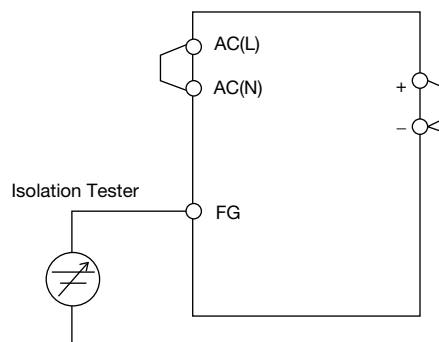 AC(L)
AC(N)
+
−
Isolation Tester
FG